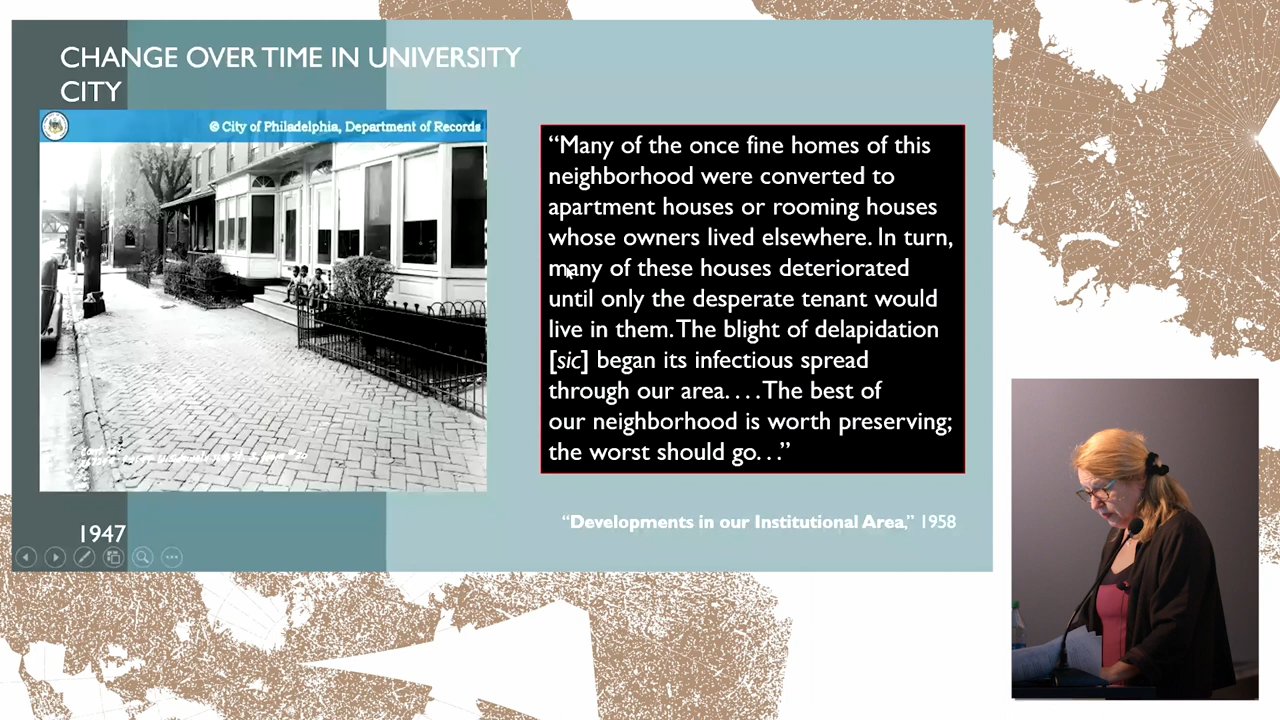 CHANGE OVER TIME IN UNIVERSITY
CITY
© City of Philadelphia, Department of Records
“Many of the once fine homes of this
neighborhood were converted to
apartment houses or rooming houses
whose owners lived elsewhere. In turn,
many of these houses deteriorated
until only the desperate tenant would
live in them. The blight of delapidation
[sic] began its infectious spread
through our area. . . . The best of
our neighborhood is worth preserving;
the worst should go. . .”
1947
“Developments in our Institutional Area,” 1958